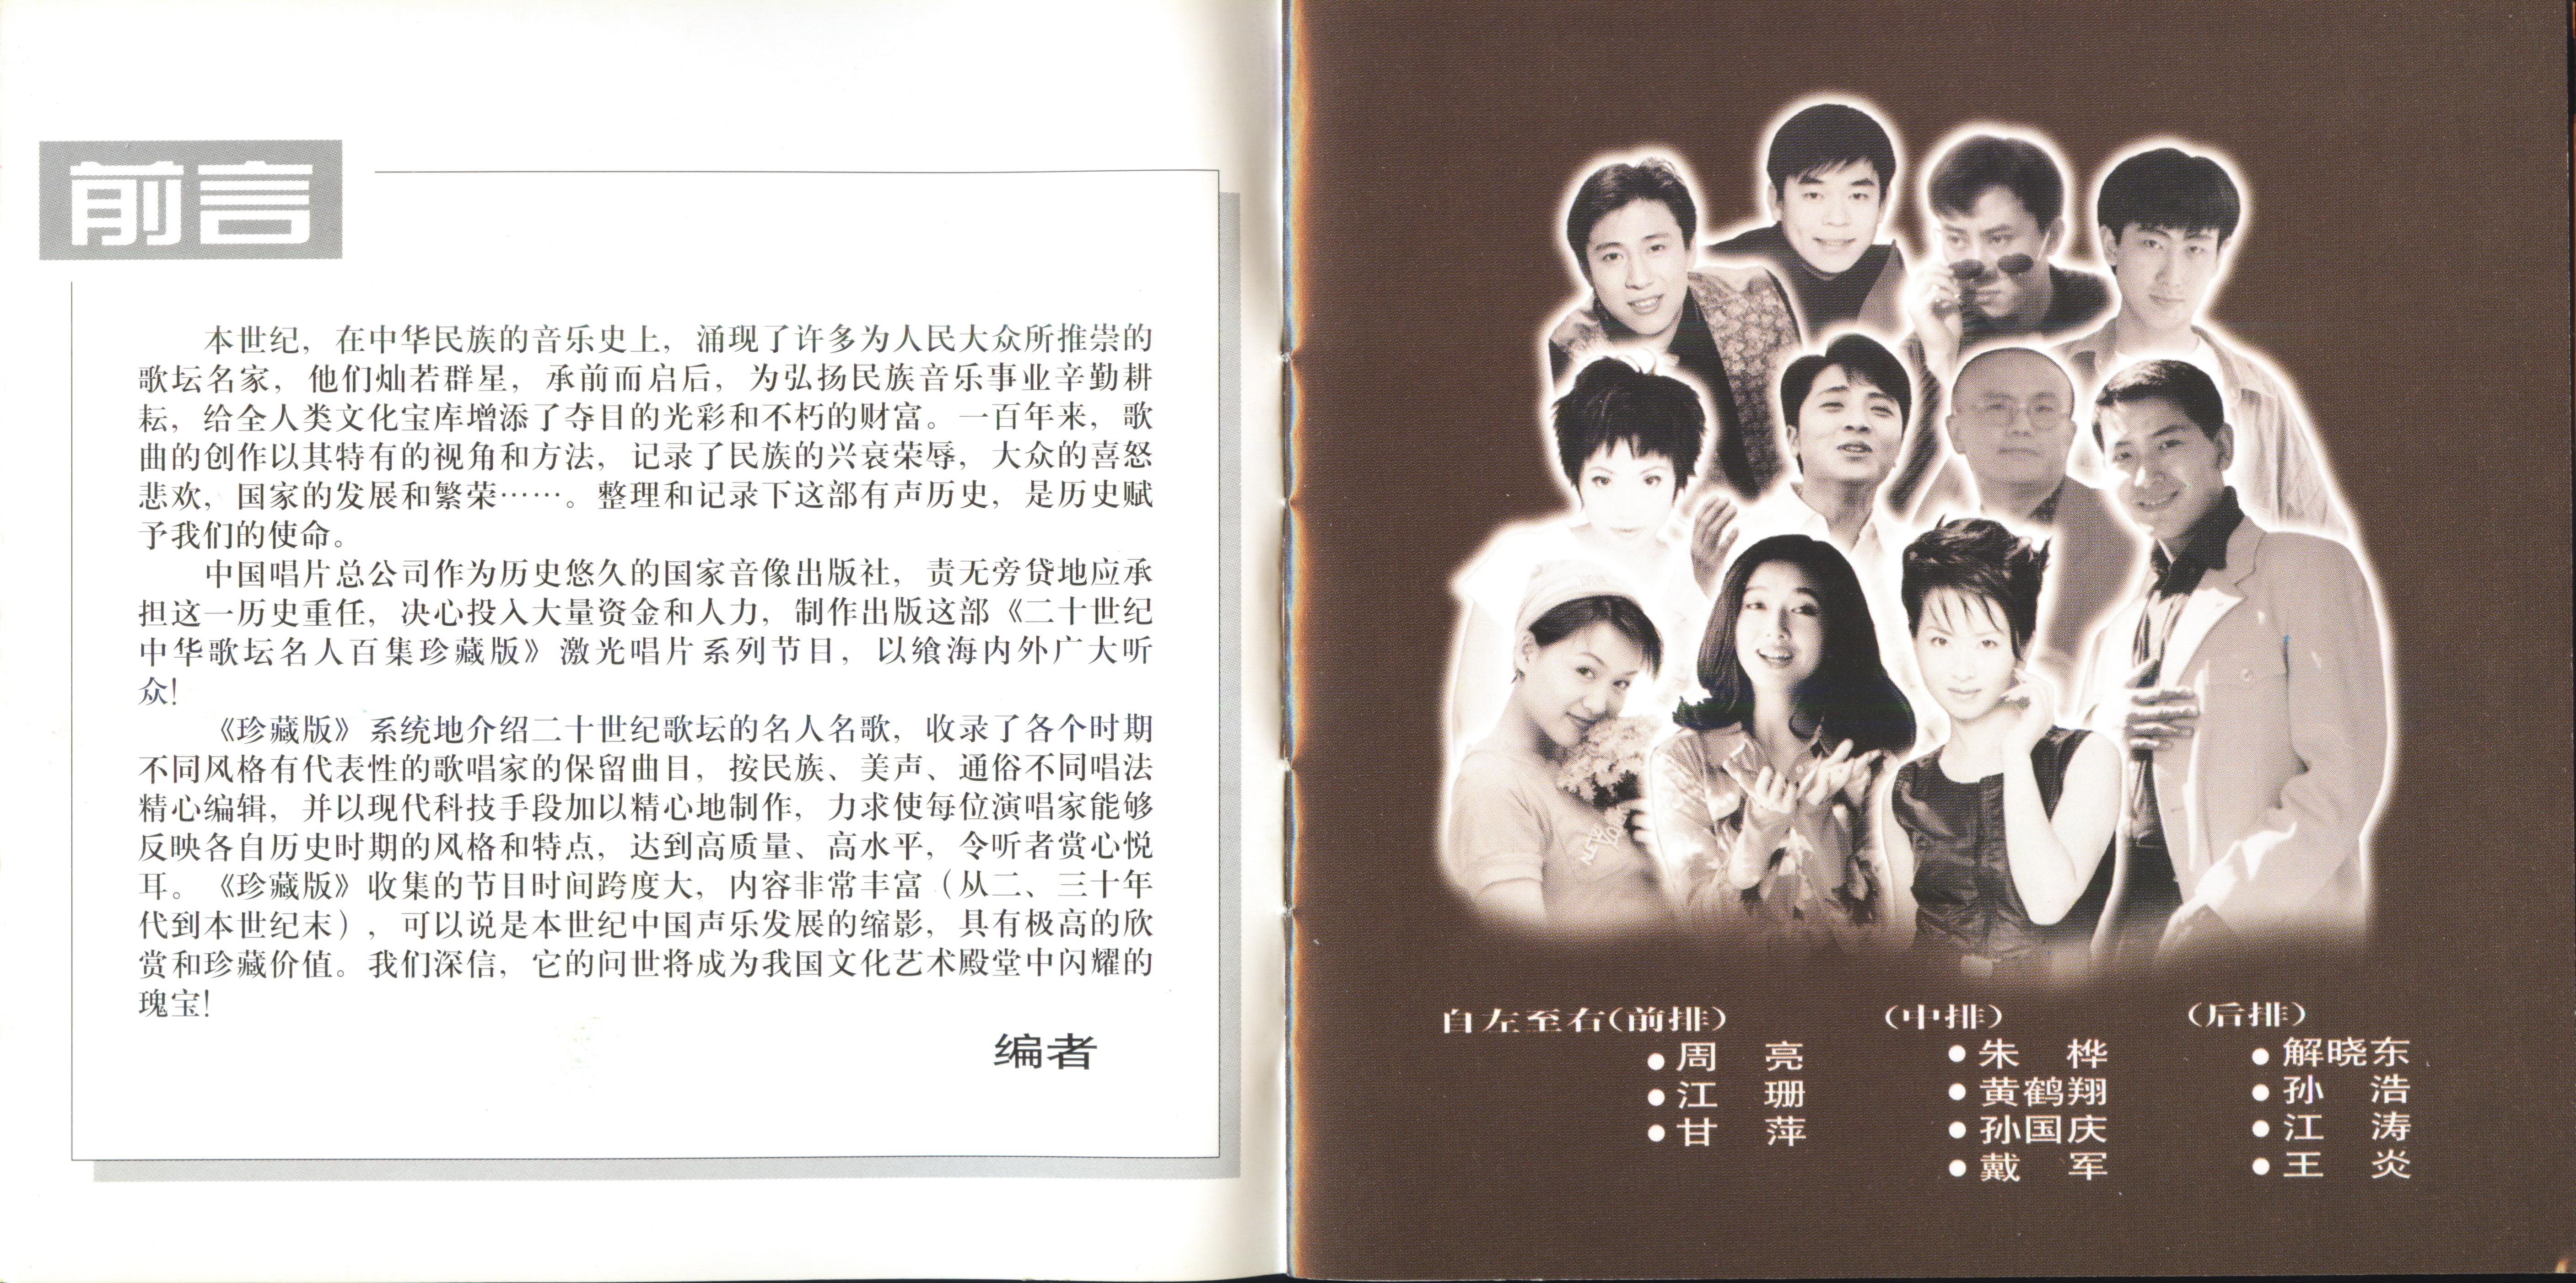 前言
本世纪，在中华民族的音乐史上，涌现了许多为人民大众所推崇的
歌坛名家，他们灿若群星，承前而启后，为弘扬民族音乐事业辛勤耕
耘，给全人类文化宝库增添了夺目的光彩和不朽的财富。一百年来，歌
曲的创作以其特有的视角和方法，记录了民族的兴衰荣辱，大众的喜怒
悲欢，国家的发展和繁荣……。整理和记录下这部有声历史，是历史赋
予我们的使命。
中国唱片总公司作为历史悠久的国家音像出版社，责无旁贷地应承
担这一历史重任，决心投入大量资金和人力，制作出版这部《二十世纪
中华歌坛名人百集珍藏版》激光唱片系列节目，以飨海内外广大听
众！
《珍藏版》系统地介绍二十世纪歌坛的名人名歌，收录了各个时期
不同风格有代表性的歌唱家的保留曲目，按民族、美声、通俗不同唱法
精心编辑，并以现代科技手段加以精心地制作，力求使每位演唱家能够
反映各自历史时期的风格和特点，达到高质量、高水平，令听者赏心悦
耳。《珍藏版》收集的节目时间跨度大，内容非常丰富（从二、三十年
代到本世纪末），可以说是本世纪中国声乐发展的缩影，具有极高的欣
赏和珍藏价值。我们深信，它的问世将成为我国文化艺术殿堂中闪耀的
瑰宝！
编者
自左至右(前排)
●周　亮
●江　珊
●甘　萍
(中排)
●朱　桦
●黄鹤翔
●孙国庆
●戴　军
(后排)
●解晓东
●孙　浩
●江　涛
●王　炎